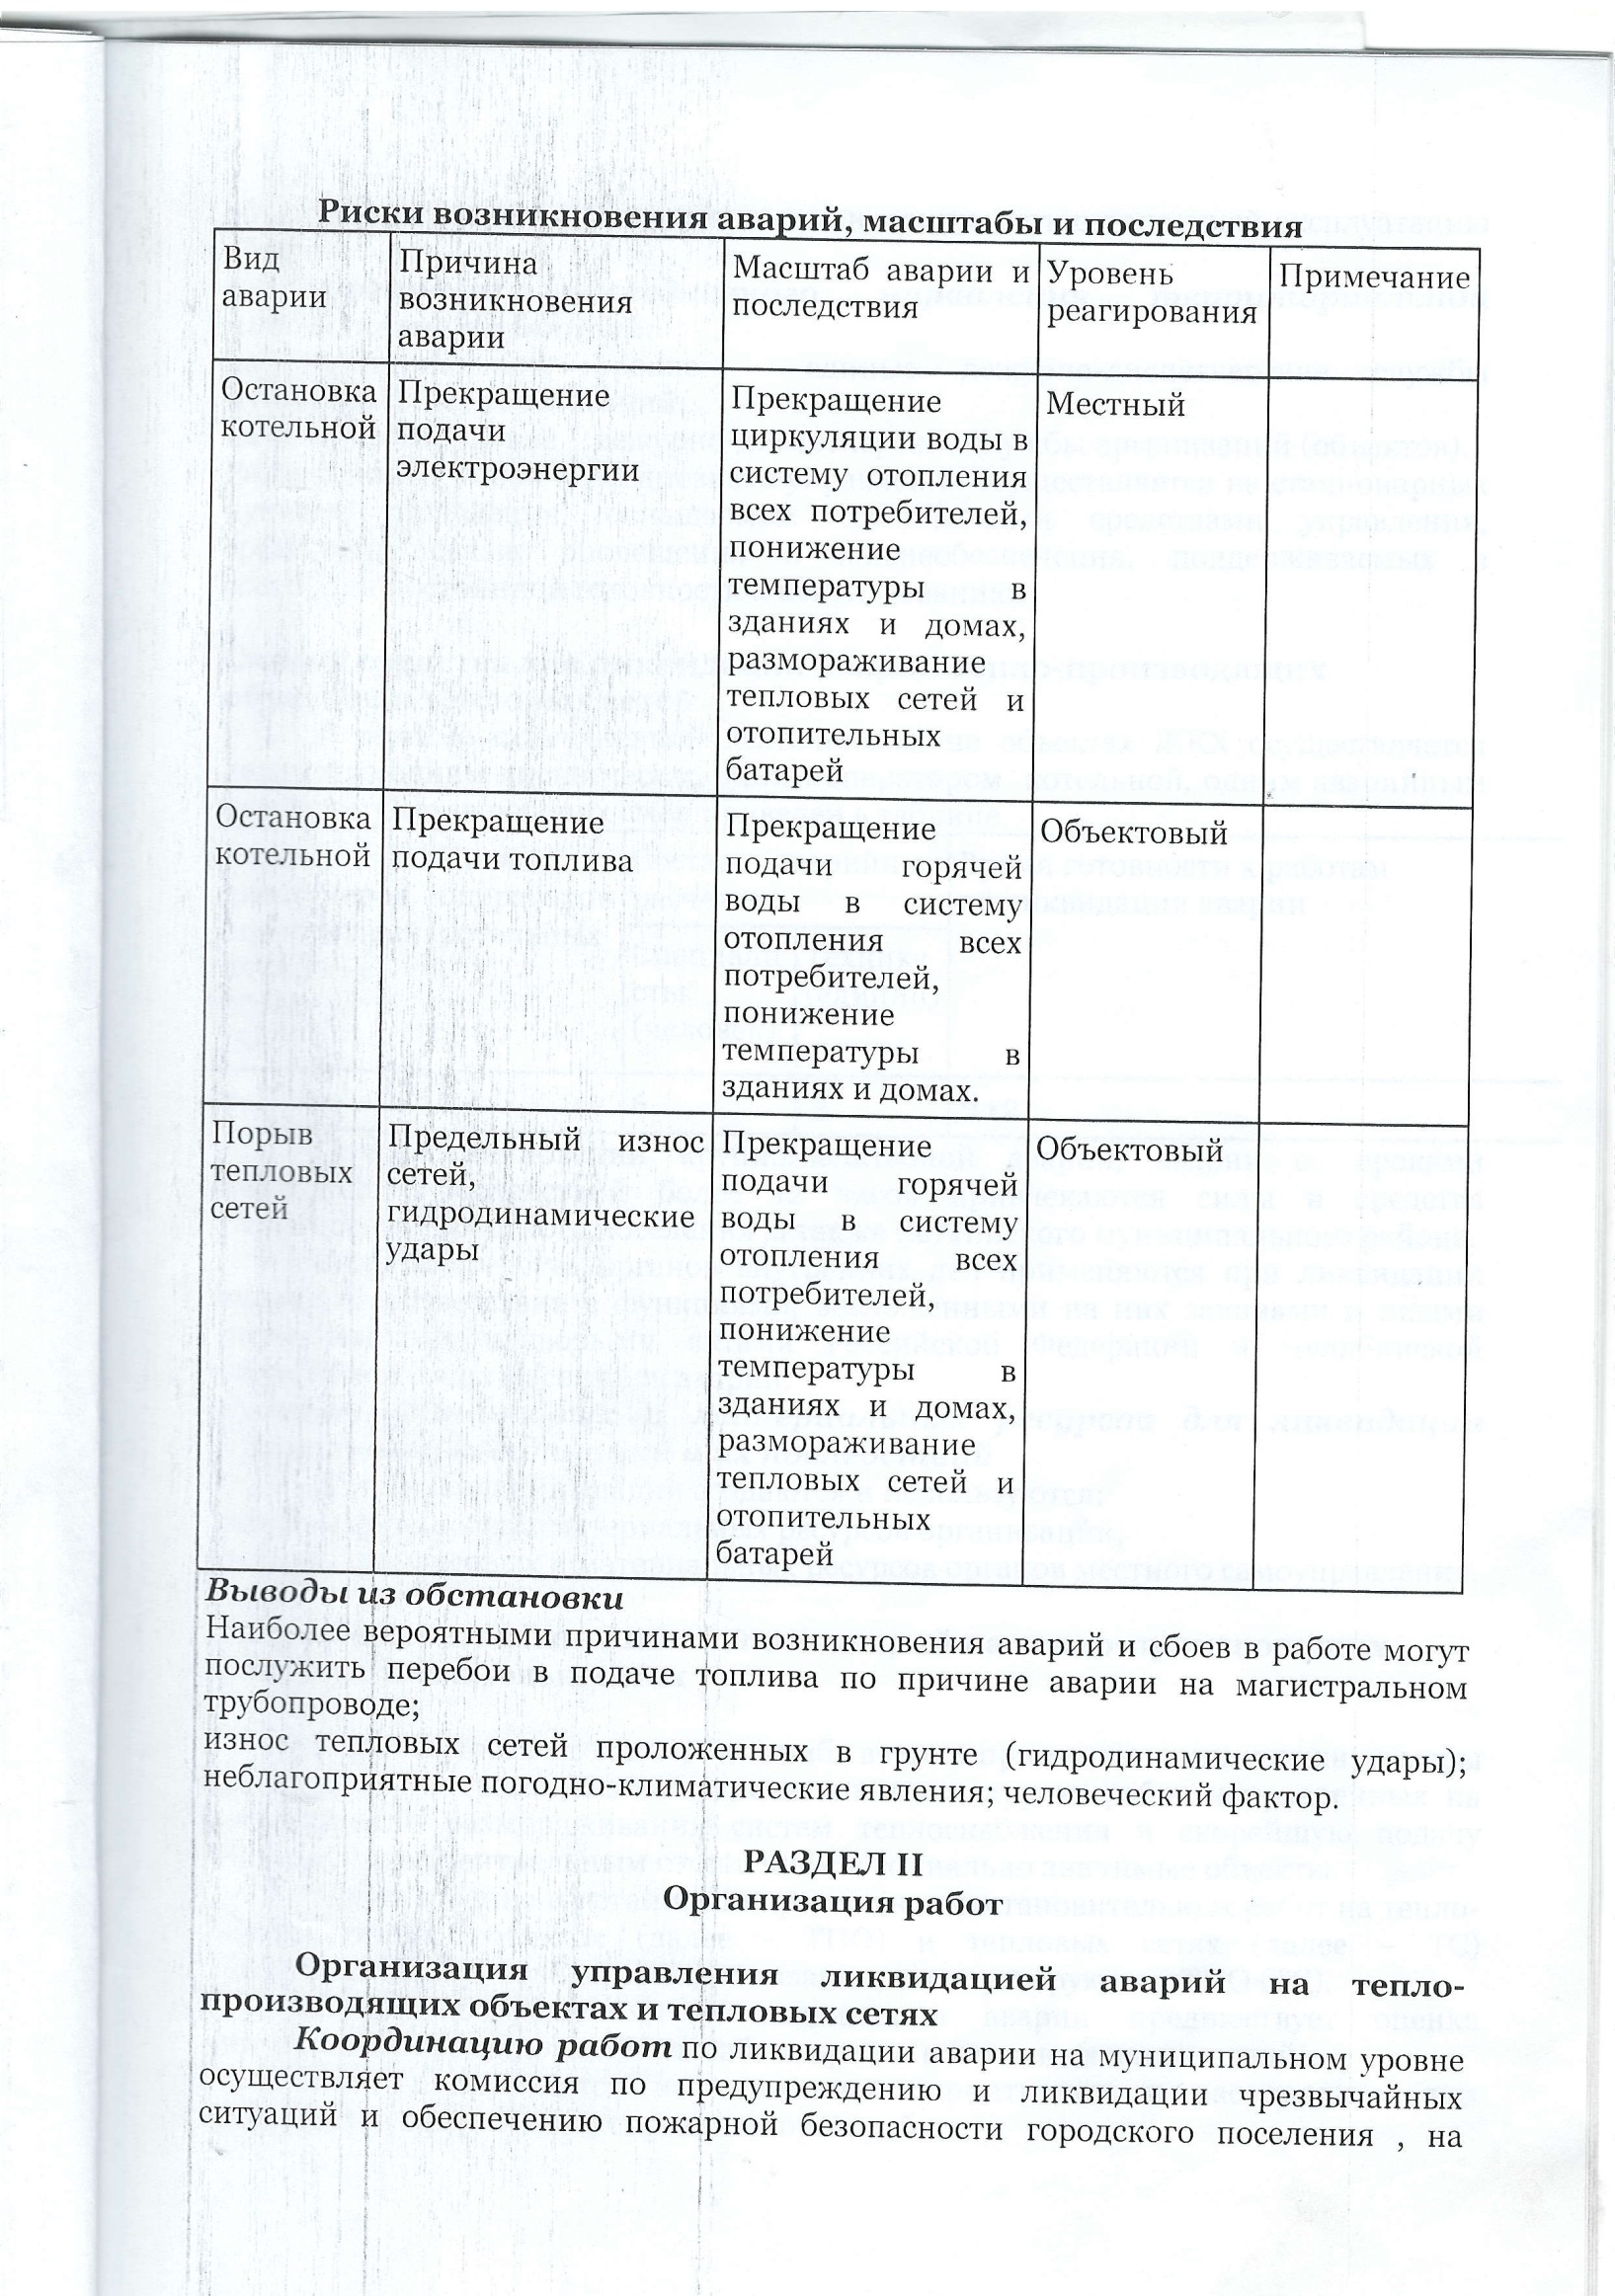 Риски возникновения аварий, масштабы и последствия
Вид
аварии
Причина
возникновения
аварии
Масштаб аварии и
последствия
Уровень
реагирования
Примечание
Остановка
котельной
Прекращение
подачи
электроэнергии
Прекращение
циркуляции воды в
систему отопления
всех потребителей,
понижение
температуры в
зданиях и домах,
размораживание
тепловых сетей и
отопительных
батарей
Местный
Остановка
котельной
Прекращение
подачи топлива
Прекращение
подачи горячей
воды в систему
отопления всех
потребителей,
понижение
температуры в
зданиях и домах.
Объектовый
Порыв
тепловых
сетей
Предельный износ
сетей,
гидродинамические
удары
Прекращение
подачи горячей
воды в систему
отопления всех
потребителей,
понижение
температуры в
зданиях и домах,
размораживание
тепловых сетей и
отопительных
батарей
Объектовый
Выводы из обстановки
Наиболее вероятными причинами возникновения аварий и сбоев в работе могут
послужить перебои в подаче топлива по причине аварии на магистральном
трубопроводе;
износ тепловых сетей проложенных в грунте (гидродинамические удары);
неблагоприятные погодно-климатические явления; человеческий фактор.
РАЗДЕЛ II
Организация работ
Организация управления ликвидацией аварий на тепло-
производящих объектах и тепловых сетях
Координацию работ по ликвидации аварии на муниципальном уровне
осуществляет комиссия по предупреждению и ликвидации чрезвычайных
ситуаций и обеспечению пожарной безопасности городского поселения , на